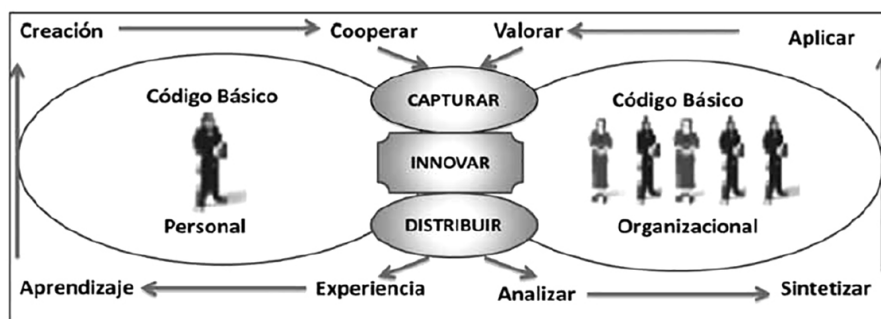 Creación
Cooperar
Valorar
Aplicar
Código Básico
CAPTURAR
Código Básico
INNOVAR
Personal
DISTRIBUIR
Organizacional
Aprendizaje
Experiencia
Analizar
Sintetizar